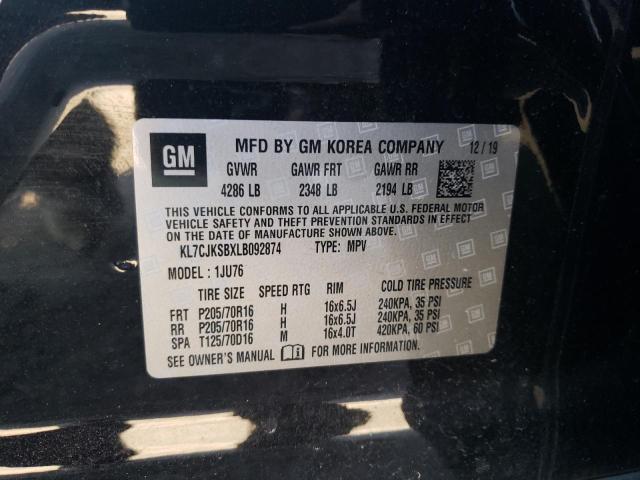 GM
MFD BY GM KOREA COMPANY 12/19
GVWR GAWR FRT GAWR RR
4286 LB 2348 LB 2194 LB
THIS VEHICLE CONFORMS TO ALL APPLICABLE U.S. FEDERAL MOTOR
VEHICLE SAFETY AND THEFT PREVENTION STANDARDS IN EFFECT
ON THE DATE OF MANUFACTURE SHOWN ABOVE.
KL7CJKSBXLB092874 TYPE: MPV
MODEL: 1JU76
TIRE SIZE SPEED RTG RIM COLD TIRE PRESSURE
FRT P205/70R16 H 16x6.5J 240KPA, 35 PSI
RR P205/70R16 H 16x6.5J 240KPA, 35 PSI
SPA T125/70D16 M 16x4.0T 420KPA, 60 PSI
SEE OWNER'S MANUAL FOR MORE INFORMATION.